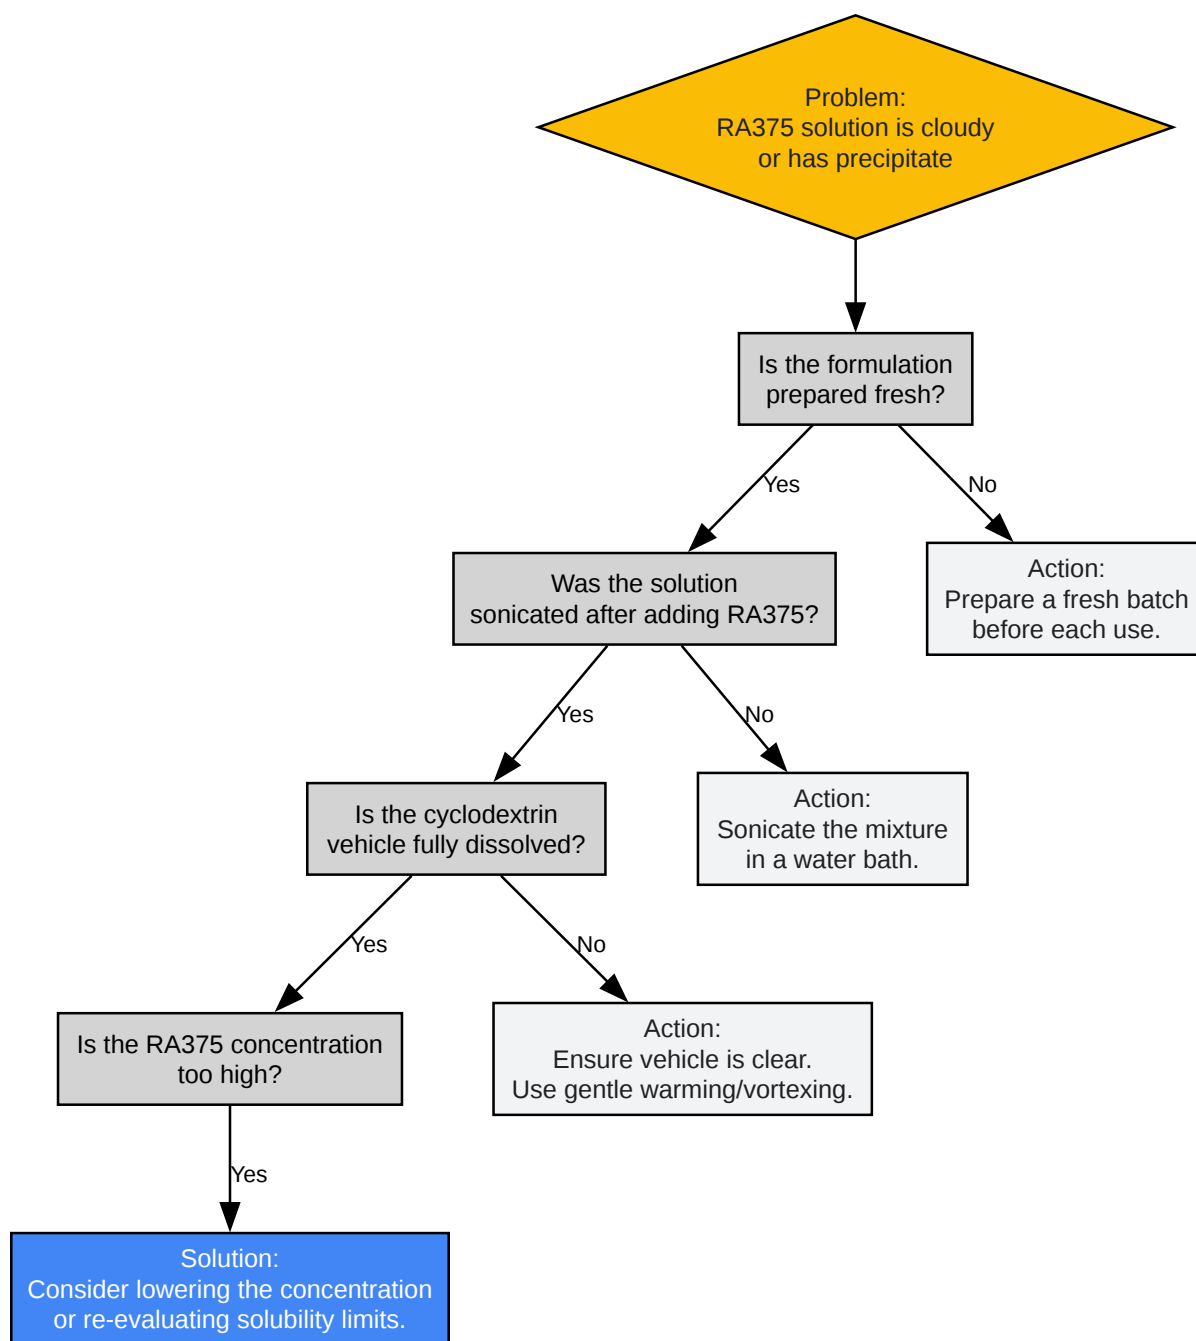 Problem:
RA375 solution is cloudy
or has precipitate
Is the formulation
prepared fresh?
Yes
No
Was the solution
sonicated after adding RA375?
Action:
Prepare a fresh batch
before each use.
Yes
No
Is the cyclodextrin
vehicle fully dissolved?
Action:
Sonicate the mixture
in a water bath.
Yes
No
Is the RA375 concentration
too high?
Action:
Ensure vehicle is clear.
Use gentle warming/vortexing.
Yes
Solution:
Consider lowering the concentration
or re-evaluating solubility limits.